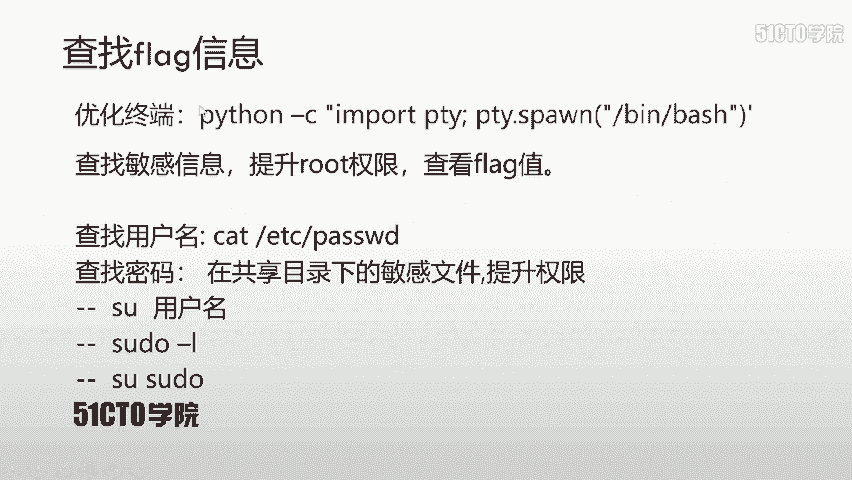 51CTO学院
查找flag信息
优化终端：python –c "import pty; pty.spawn("/bin/bash")'
查找敏感信息，提升root权限，查看flag值。
查找用户名: cat /etc/passwd
查找密码： 在共享目录下的敏感文件,提升权限
-- su 用户名
-- sudo –l
-- su sudo
51CTO学院